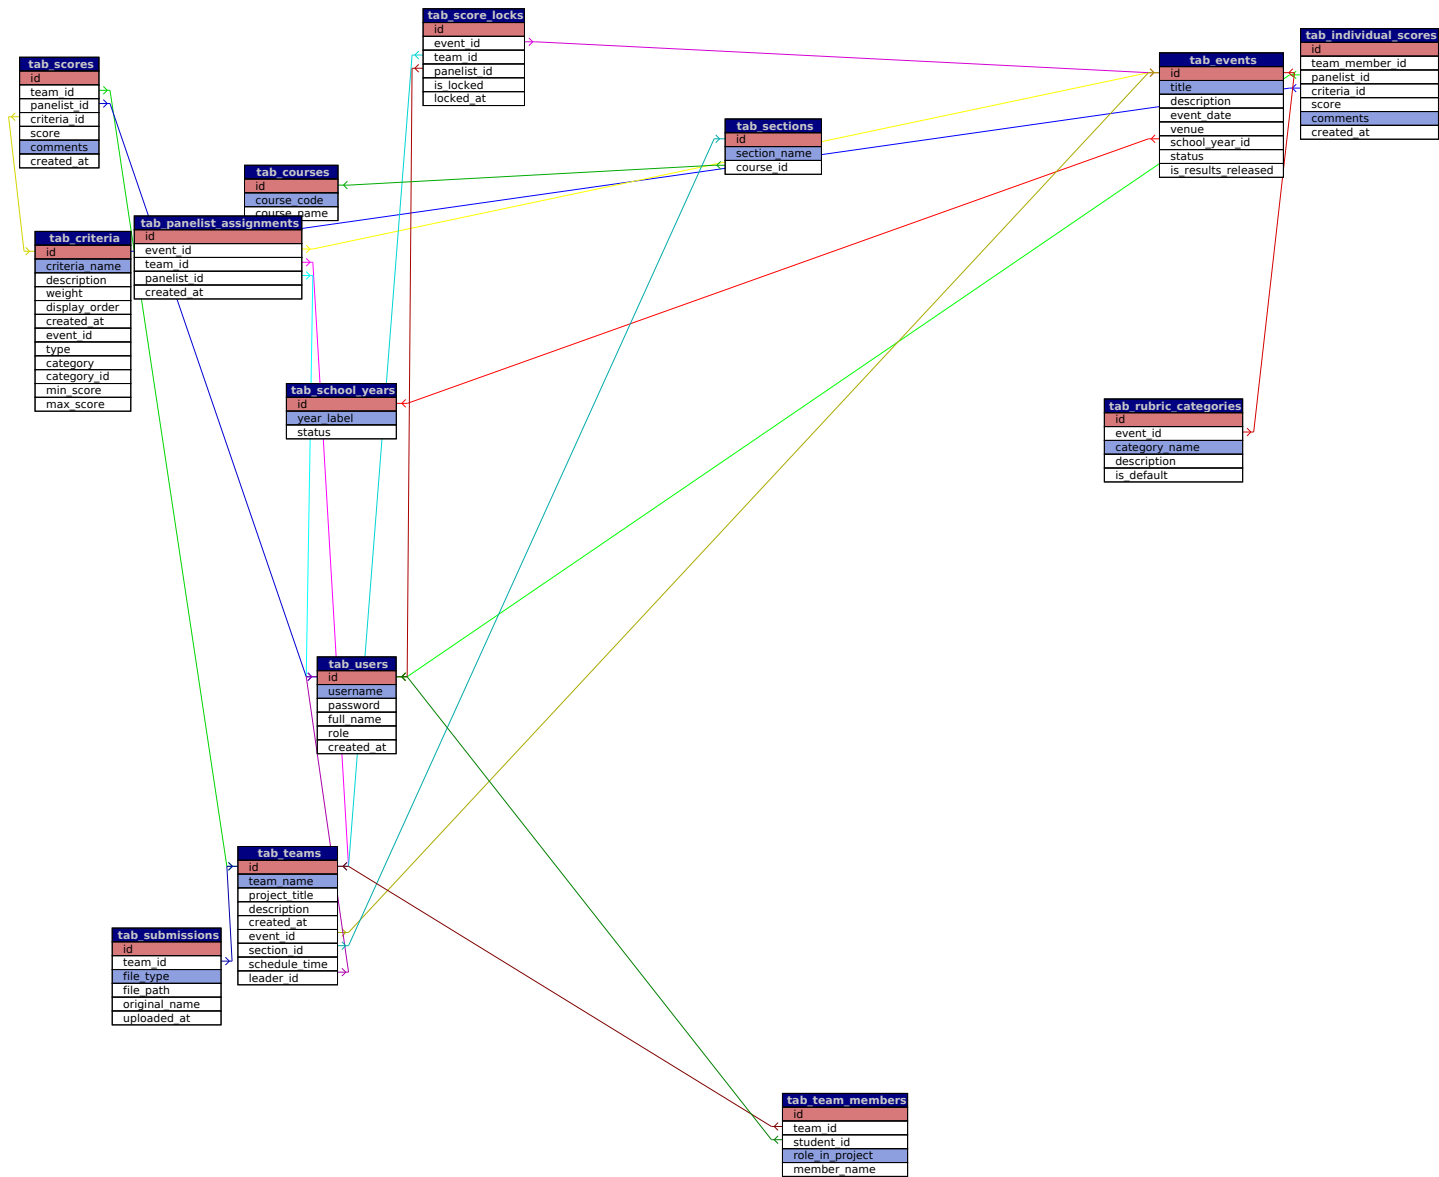 tab_score_locks
id
event_id
team_id
panelist_id
is_locked
locked_at
tab_individual_scores
id
team_member_id
panelist_id
criteria_id
score
comments
created_at
tab_events
id
title
description
event_date
venue
school_year_id
status
is_results_released
tab_scores
id
team_id
panelist_id
criteria_id
score
comments
created_at
tab_sections
id
section_name
course_id
tab_courses
id
course_code
course_name
tab_panelist_assignments
id
event_id
team_id
panelist_id
created_at
tab_criteria
id
criteria_name
description
weight
display_order
created_at
event_id
type
category
category_id
min_score
max_score
tab_school_years
id
year_label
status
tab_rubric_categories
id
event_id
category_name
description
is_default
tab_users
id
username
password
full_name
role
created_at
tab_teams
id
team_name
project_title
description
created_at
event_id
section_id
schedule_time
leader_id
tab_submissions
id
team_id
file_type
file_path
original_name
uploaded_at
tab_team_members
id
team_id
student_id
role_in_project
member_name